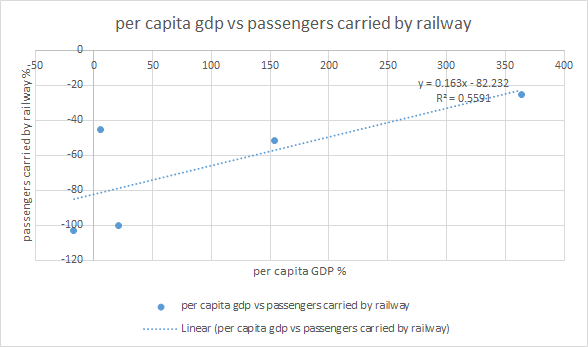 per capita gdp vs passengers carried by railway
0
-50 0 50 100 150 200 250 300 350 400
-20
y = 0.163x - 82.232
R² = 0.5591
-40
-60
-80
-100
-120
passengers carried by railway %
per capita GDP %
per capita gdp vs passengers carried by railway
Linear (per capita gdp vs passengers carried by railway)